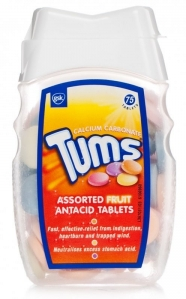 gsk
75
TABLETS
CALCIUM CARBONATE
Tums
ASSORTED FRUIT
ANTACID TABLETS
Fast, effective relief from indigestion,
heartburn and trapped wind.
Neutralises excess stomach acid.